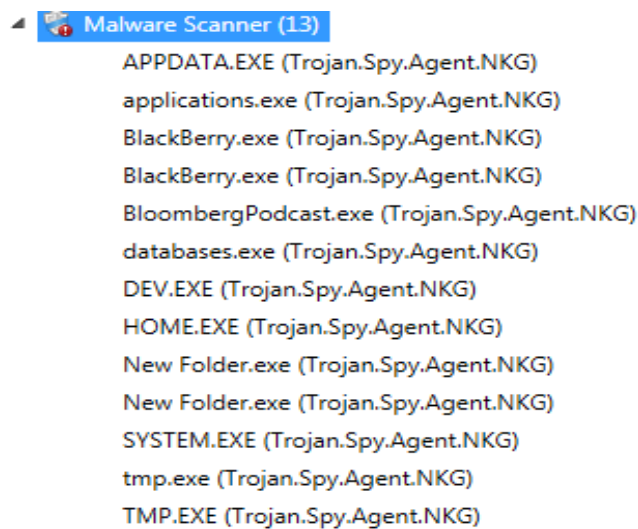 Malware Scanner (13)
APPDATA.EXE (Trojan.Spy.Agent.NKG)
applications.exe (Trojan.Spy.Agent.NKG)
BlackBerry.exe (Trojan.Spy.Agent.NKG)
BlackBerry.exe (Trojan.Spy.Agent.NKG)
BloombergPodcast.exe (Trojan.Spy.Agent.NKG)
databases.exe (Trojan.Spy.Agent.NKG)
DEV.EXE (Trojan.Spy.Agent.NKG)
HOME.EXE (Trojan.Spy.Agent.NKG)
New Folder.exe (Trojan.Spy.Agent.NKG)
New Folder.exe (Trojan.Spy.Agent.NKG)
SYSTEM.EXE (Trojan.Spy.Agent.NKG)
tmp.exe (Trojan.Spy.Agent.NKG)
TMP.EXE (Trojan.Spy.Agent.NKG)